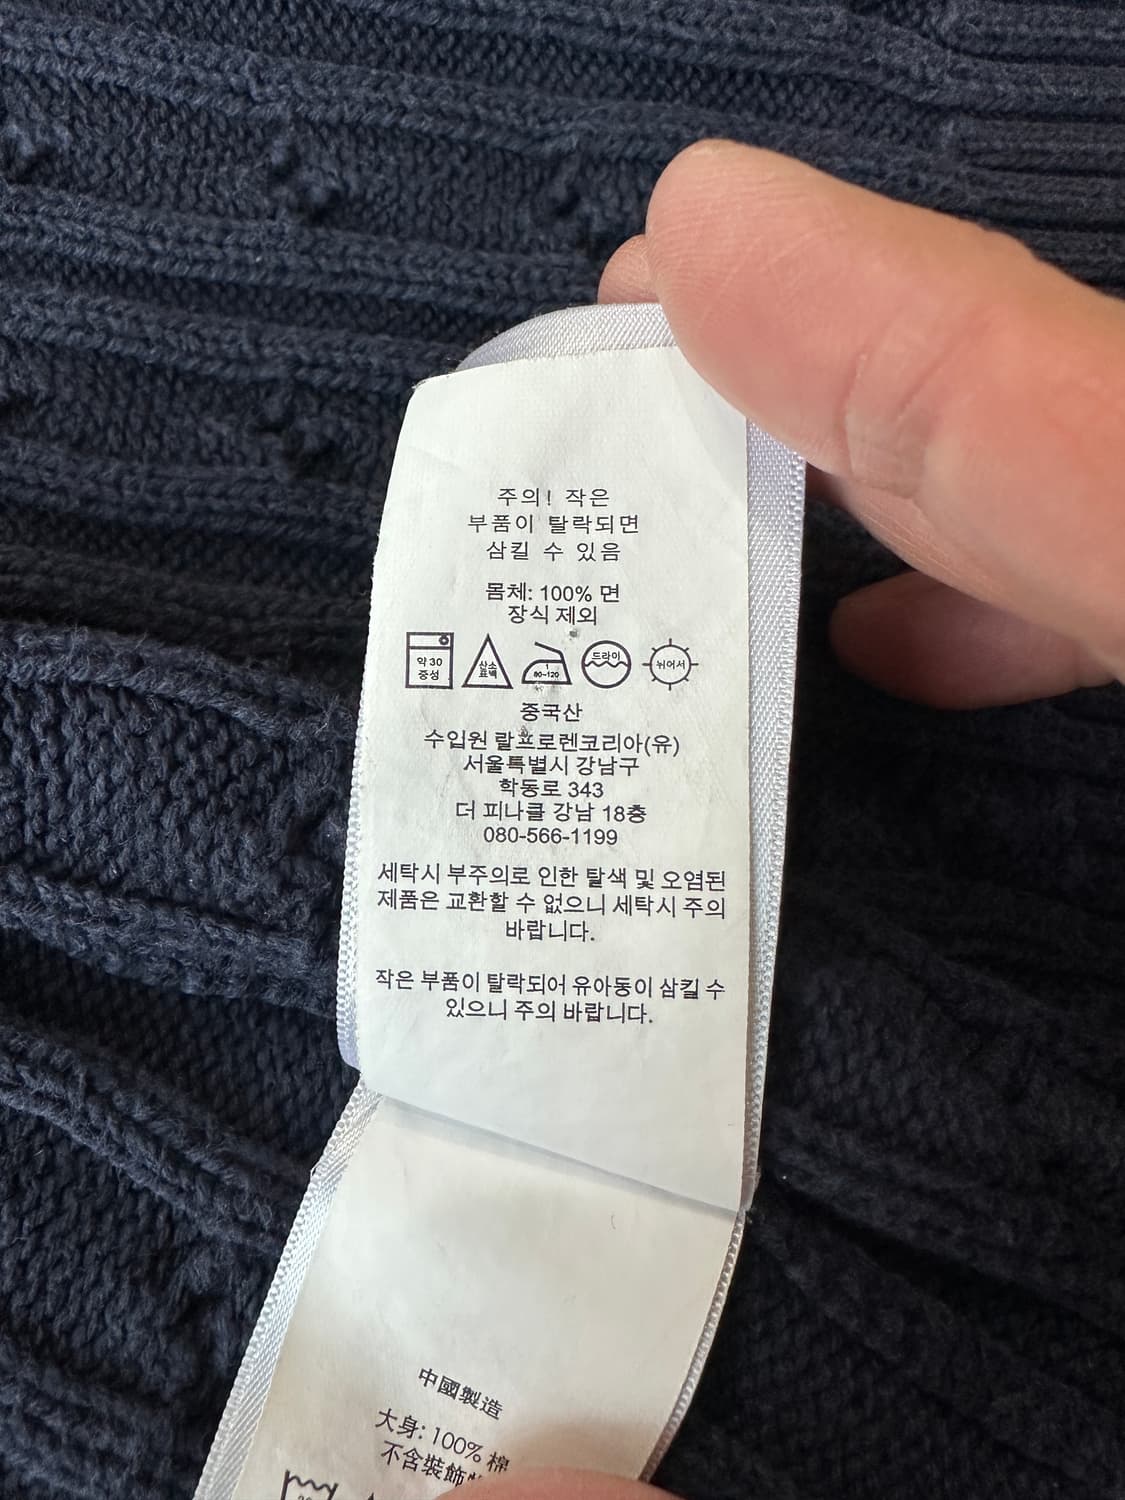 주의! 작은
부품이 탈락되면
삼킬 수 있음
몸체: 100% 면
장식 제외
약 30
중성
산소
표백
1
80~120
드라이
뉘어서
중국산
수입원 랄프로렌코리아(유)
서울특별시 강남구
학동로 343
더 피나클 강남 18층
080-566-1199
세탁시 부주의로 인한 탈색 및 오염된
제품은 교환할 수 없으니 세탁시 주의
바랍니다.
작은 부품이 탈락되어 유아동이 삼킬 수
있으니 주의 바랍니다.
中國製造
大身: 100% 棉
不含裝飾